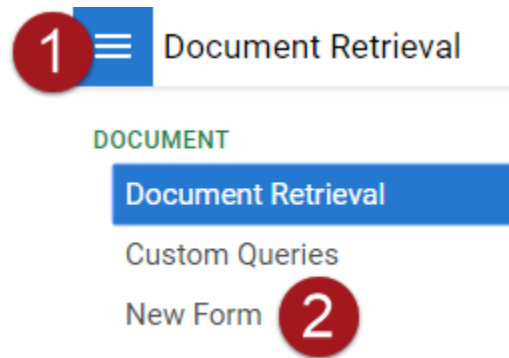 1 Document Retrieval
DOCUMENT
Document Retrieval
Custom Queries
New Form 2